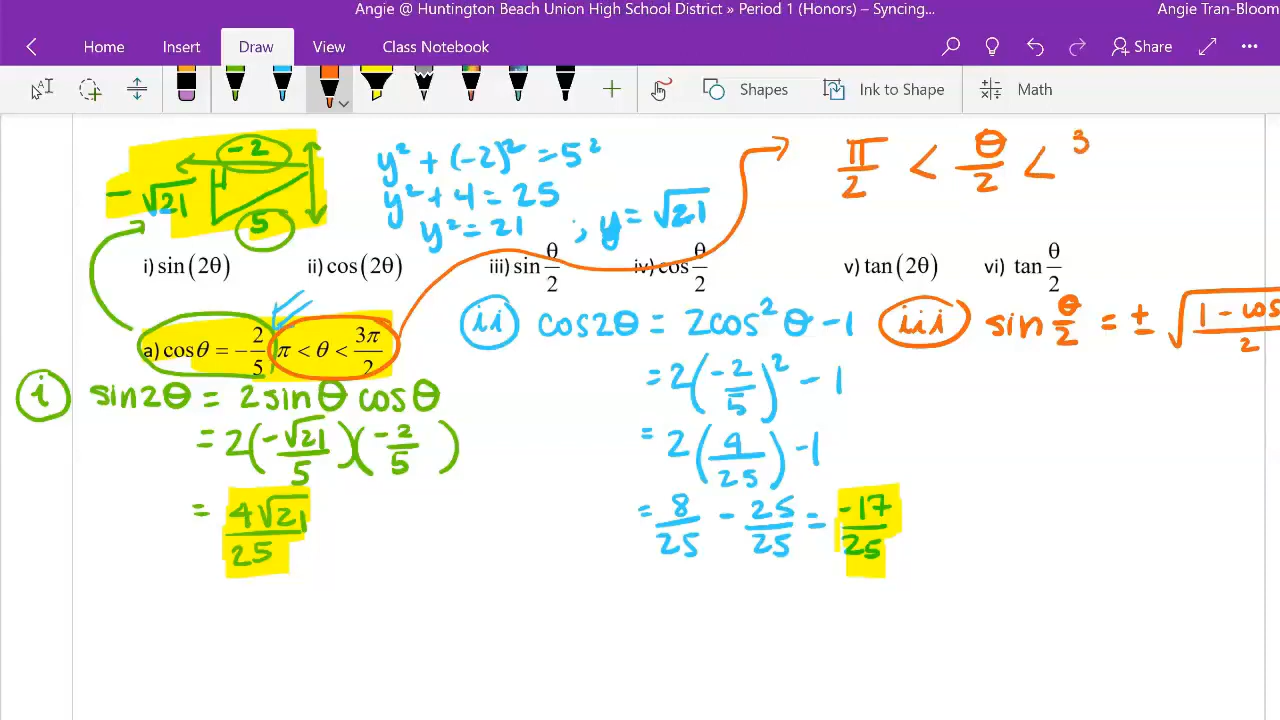 Angie @ Huntington Beach Union High School District » Period 1 (Honors) – Syncing...
Angie Tran-Bloom
Home Insert Draw View Class Notebook Share
Shapes Ink to Shape Math
-2
-√21
5
y² + (-2)² = 5²
y² + 4 = 25
y² = 21 ; y = √21
π/2 < θ/2 < 3
i) sin(2θ) ii) cos(2θ) iii) sin θ/2 iv) cos θ/2 v) tan(2θ) vi) tan θ/2
a) cosθ = -2/5 π < θ < 3π/2
i sin2θ = 2sinθ cosθ
= 2(-√21/5)(-2/5)
= 4√21/25
ii cos2θ = 2cos²θ - 1
= 2(-2/5)² - 1
= 2(4/25) - 1
= 8/25 - 25/25 = -17/25
iii sin θ/2 = ± √(1-cos/2